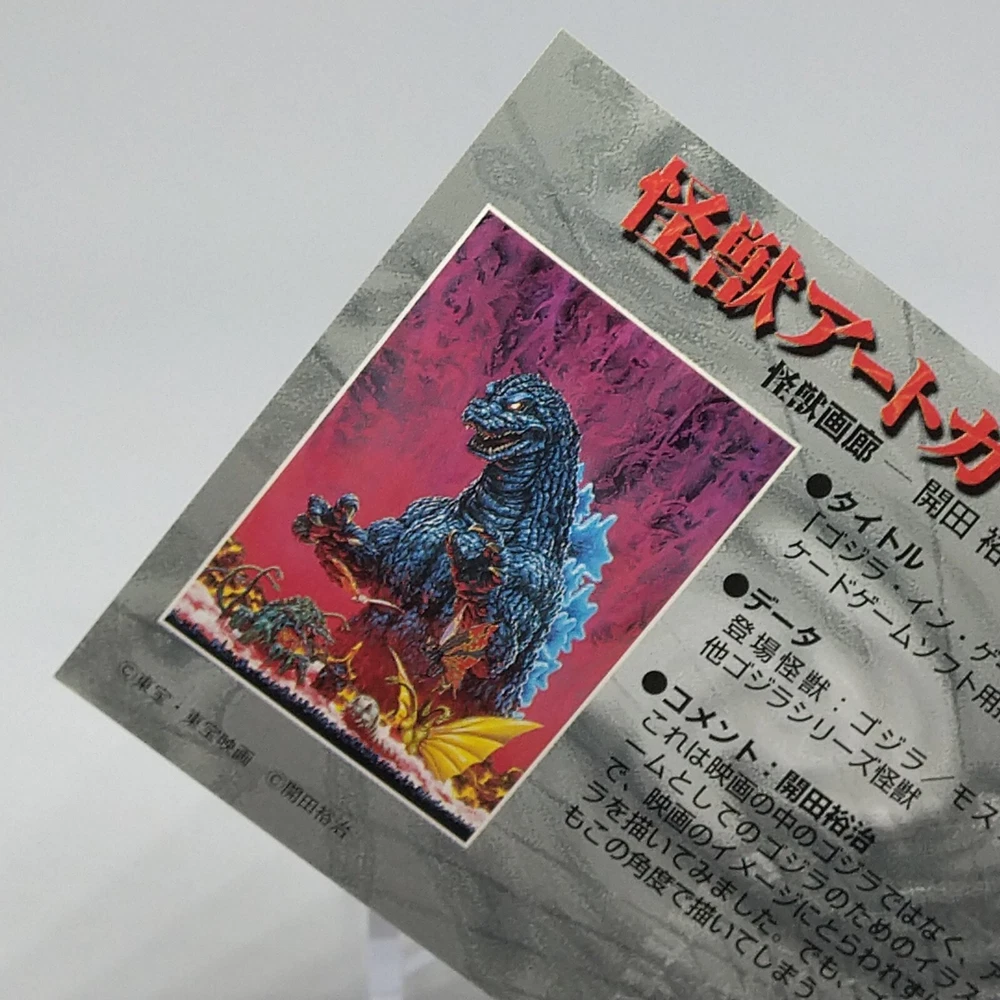 怪獣アートカ
怪獣画廊 — 開田 裕
●タイトル
「ゴジラ・イン・ゲ
ケードゲームソフト用
●データ
登場怪獣：ゴジラ／モス
他ゴジラシリーズ怪獣
●コメント：開田裕治
これは映画の中のゴジラではなく、ア
ームとしてのゴジラのためのイラス
で、映画のイメージにとらわれず
ラを描いてみました。でも、
もこの角度で描いてしまう
©東宝・東宝映画 ©開田裕治